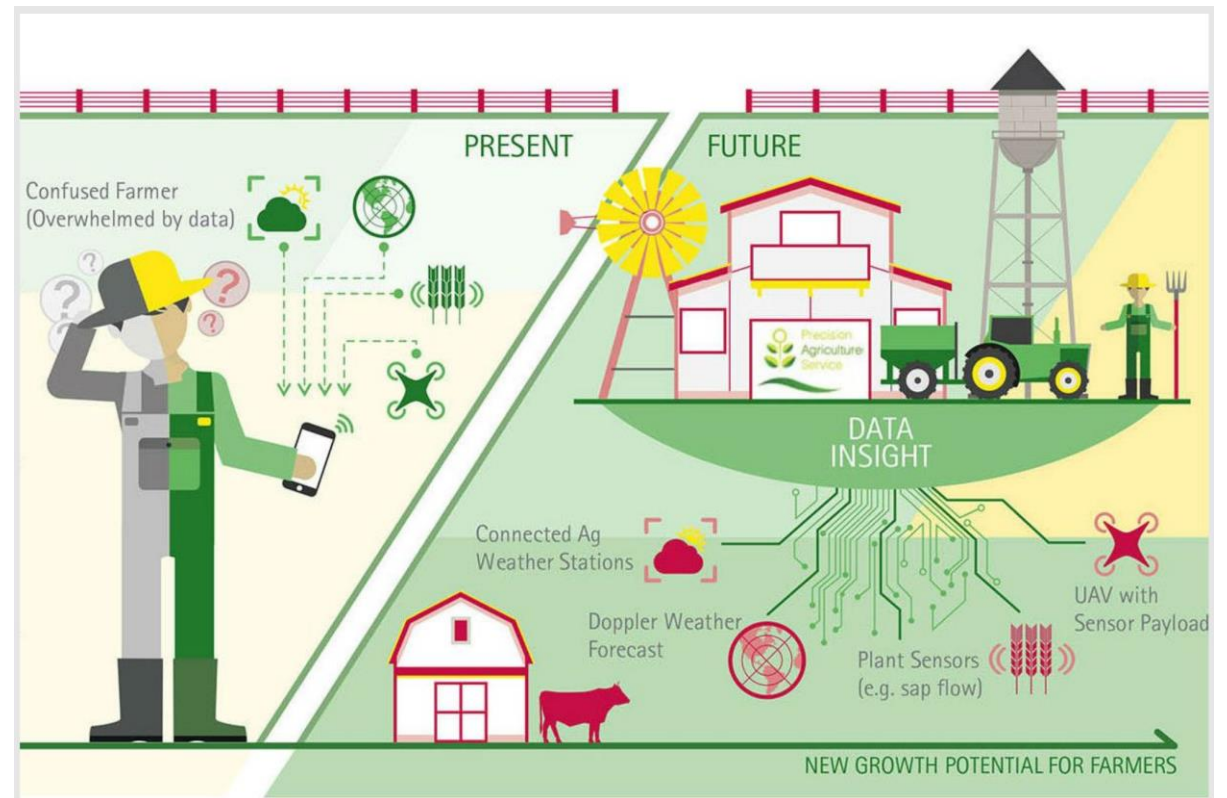 PRESENT
FUTURE
Confused Farmer
(Overwhelmed by data)
?
?
?
?
?
Precision
Agriculture
Service
DATA
INSIGHT
Connected Ag
Weather Stations
Doppler Weather
Forecast
Plant Sensors
(e.g. sap flow)
UAV with
Sensor Payload
NEW GROWTH POTENTIAL FOR FARMERS